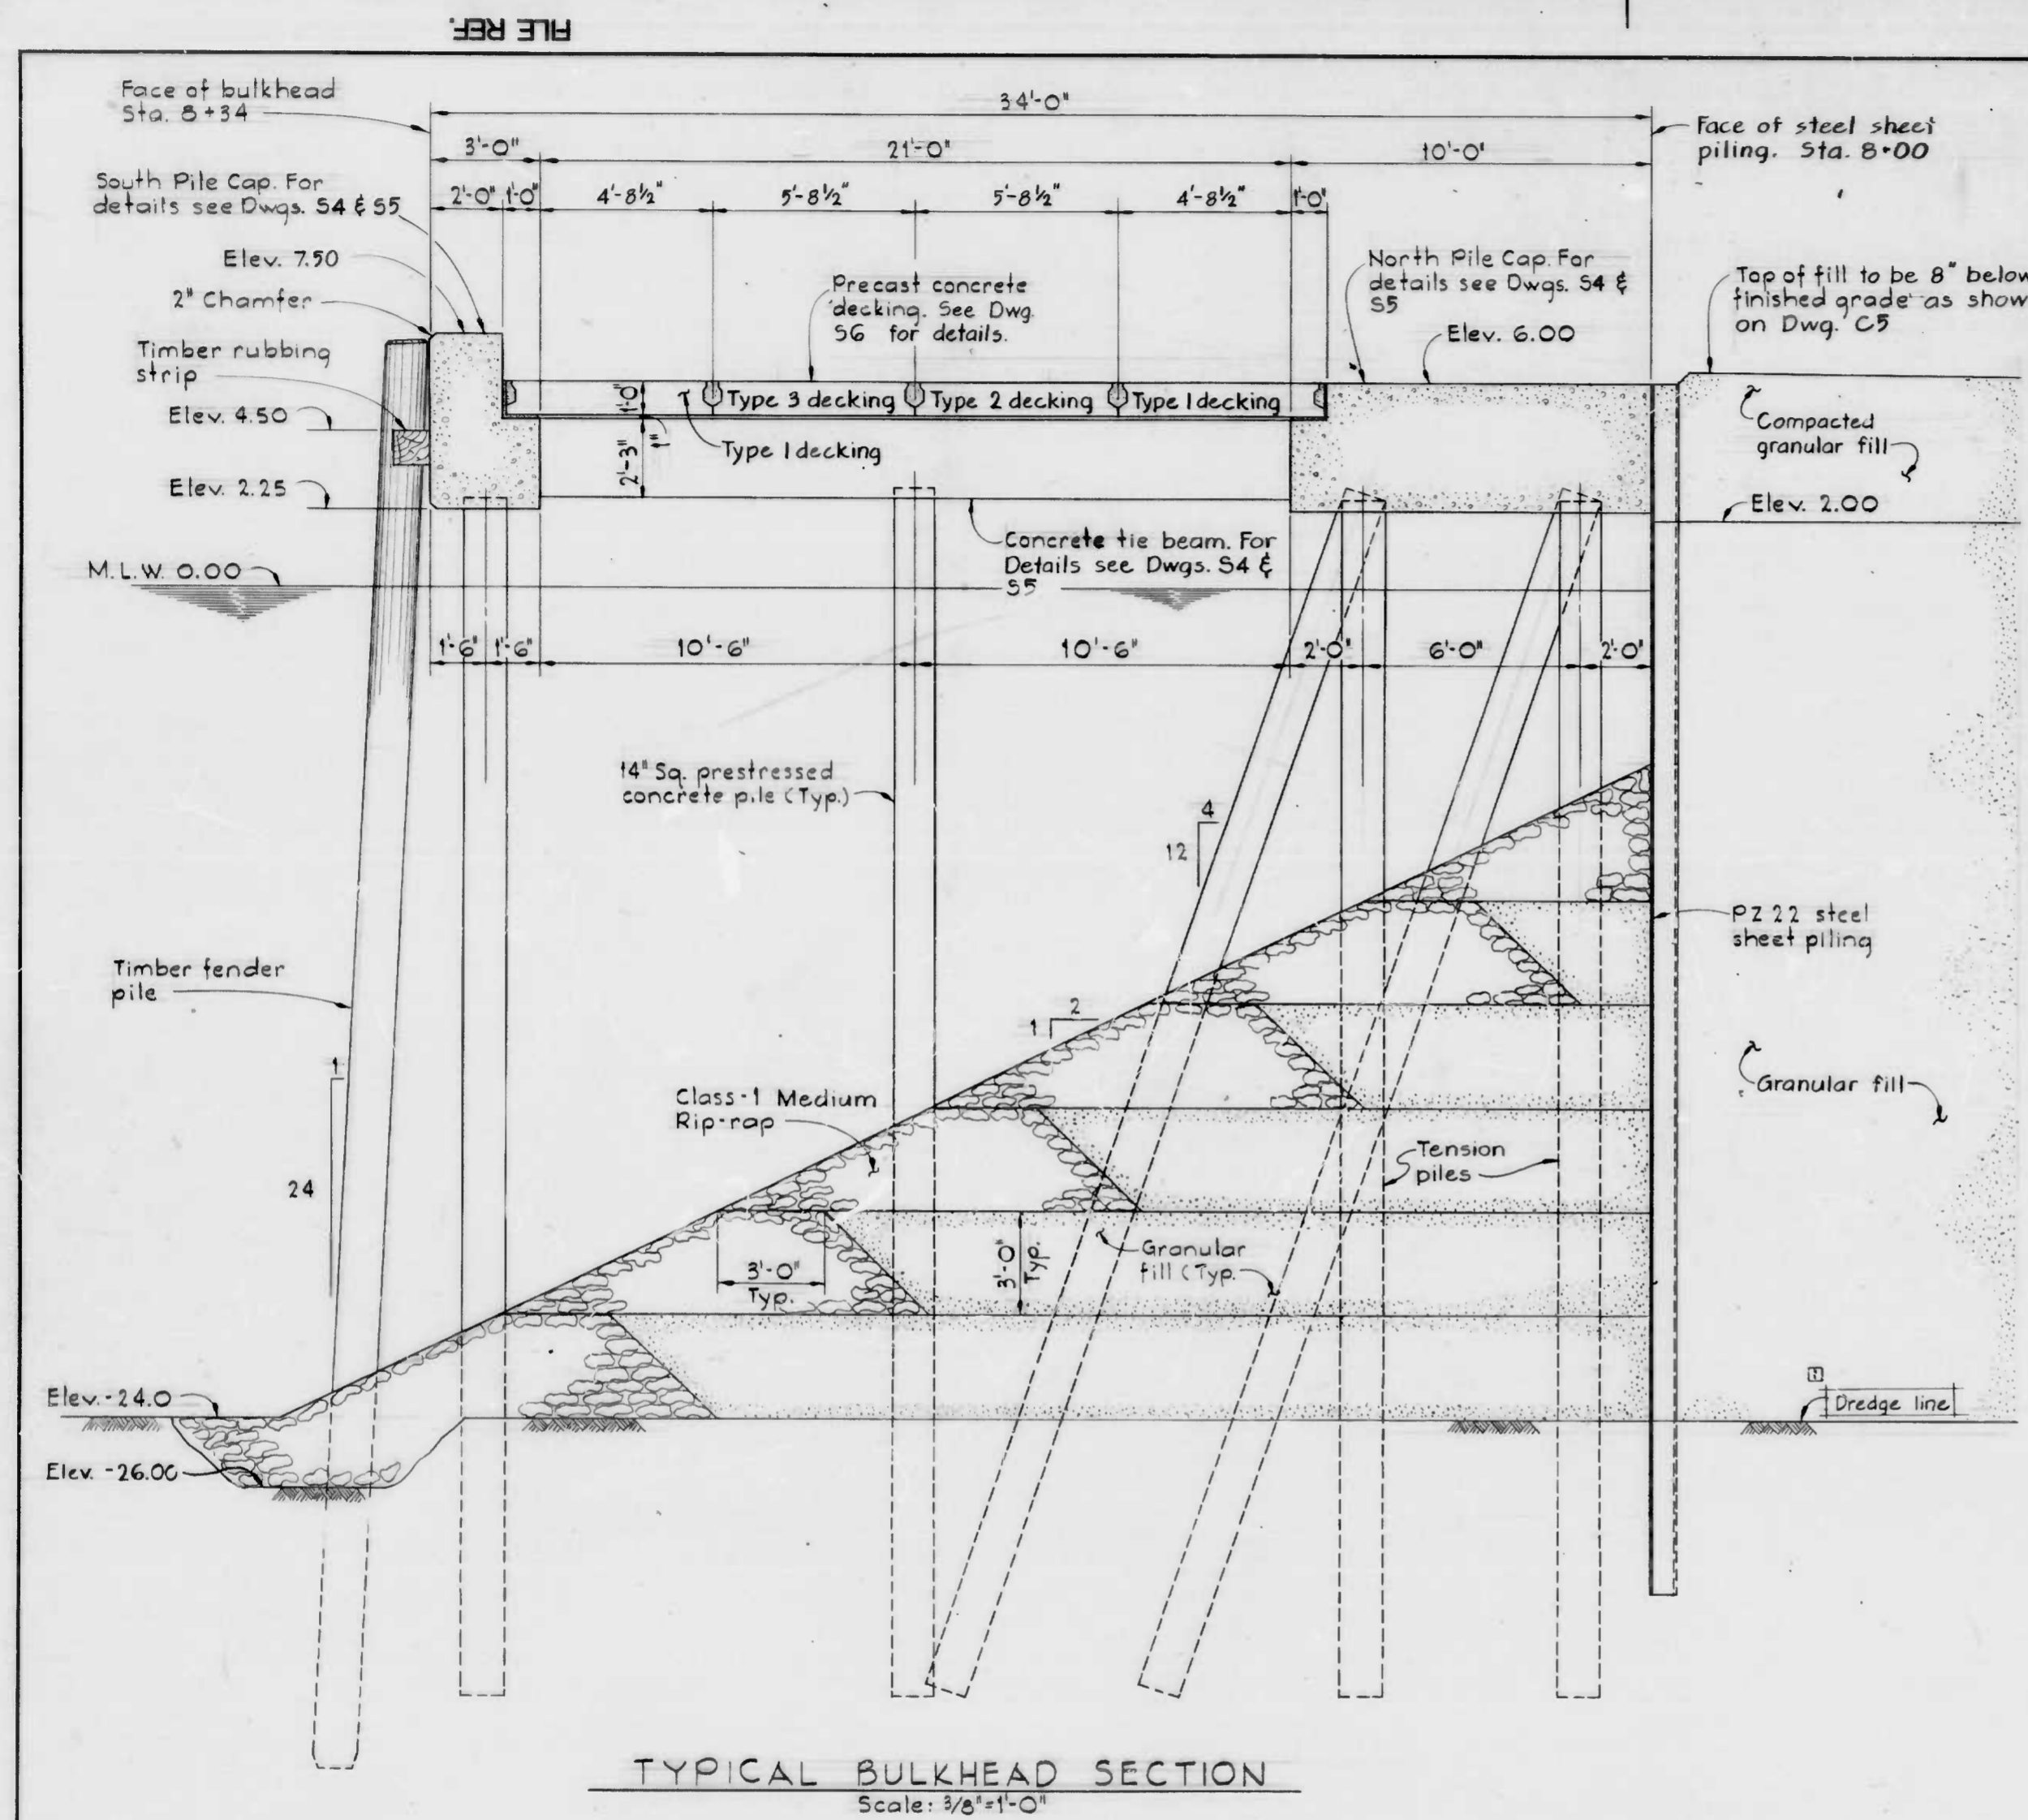 FILE REF.
Face of bulkhead
Sta. 8+34
34'-0"
Face of steel sheet
piling. Sta. 8+00
3'-0"
21'-0"
10'-0"
South Pile Cap. For
details see Dwgs. S4 & S5
2'-0"
1'-0"
4'-8½"
5'-8½"
5'-8½"
4'-8½"
1'-0"
Elev. 7.50
2" Chamfer
Precast concrete
decking. See Dwg.
S6 for details.
North Pile Cap. For
details see Dwgs. S4 &
S5
Elev. 6.00
Top of fill to be 8" below
finished grade as show
on Dwg. C5
Timber rubbing
strip
Elev. 4.50
1'-0"
Type 3 decking
Type 2 decking
Type 1 decking
Compacted
granular fill
1"
Type 1 decking
2'-3"
Elev. 2.25
Elev. 2.00
Concrete tie beam. For
Details see Dwgs. S4 &
S5
M.L.W. 0.00
1'-6"
1'-6"
10'-6"
10'-6"
2'-0"
6'-0"
2'-0"
14" Sq. prestressed
concrete pile (Typ.)
4
12
PZ 22 steel
sheet piling
Timber fender
pile
2
1
1
24
Class-1 Medium
Rip-rap
Granular fill
Tension
piles
3'-0"
Typ.
3'-0"
Typ.
Granular
fill (Typ.
Elev. -24.0
Dredge line
Elev. -26.00
TYPICAL BULKHEAD SECTION
Scale: 3/8"=1'-0"